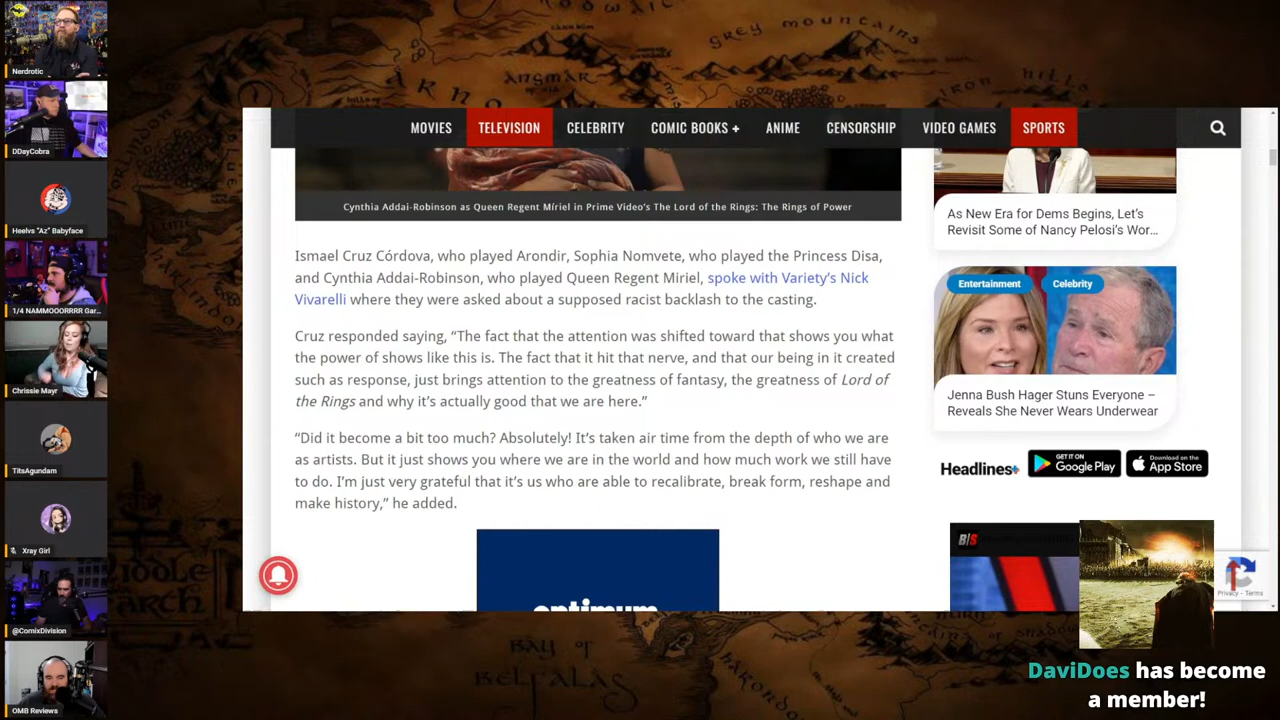 Nerdrotic
DDayCobra
Heelvs "Az" Babyface
1/4 NAMMOOORRRR Gar...
Chrissie Mayr
TitsAgundam
Xray Girl
@ComixDivision
OMB Reviews
GREY MOUNTAINS
ANGMAR
IRON HILLS
MOVIES TELEVISION CELEBRITY COMIC BOOKS + ANIME CENSORSHIP VIDEO GAMES SPORTS
Cynthia Addai-Robinson as Queen Regent Míriel in Prime Video's The Lord of the Rings: The Rings of Power
Ismael Cruz Córdova, who played Arondir, Sophia Nomvete, who played the Princess Disa,
and Cynthia Addai-Robinson, who played Queen Regent Miriel, spoke with Variety's Nick
Vivarelli where they were asked about a supposed racist backlash to the casting.
Cruz responded saying, “The fact that the attention was shifted toward that shows you what
the power of shows like this is. The fact that it hit that nerve, and that our being in it created
such as response, just brings attention to the greatness of fantasy, the greatness of Lord of
the Rings and why it's actually good that we are here.”
“Did it become a bit too much? Absolutely! It's taken air time from the depth of who we are
as artists. But it just shows you where we are in the world and how much work we still have
to do. I'm just very grateful that it's us who are able to recalibrate, break form, reshape and
make history,” he added.
optimum
As New Era for Dems Begins, Let's
Revisit Some of Nancy Pelosi's Wor...
Entertainment Celebrity
Jenna Bush Hager Stuns Everyone –
Reveals She Never Wears Underwear
Headlines+
GET IT ON
Google Play
Download on the
App Store
B|S
Privacy - Terms
BAY OF
BELFALAS
DaviDoes has become
a member!